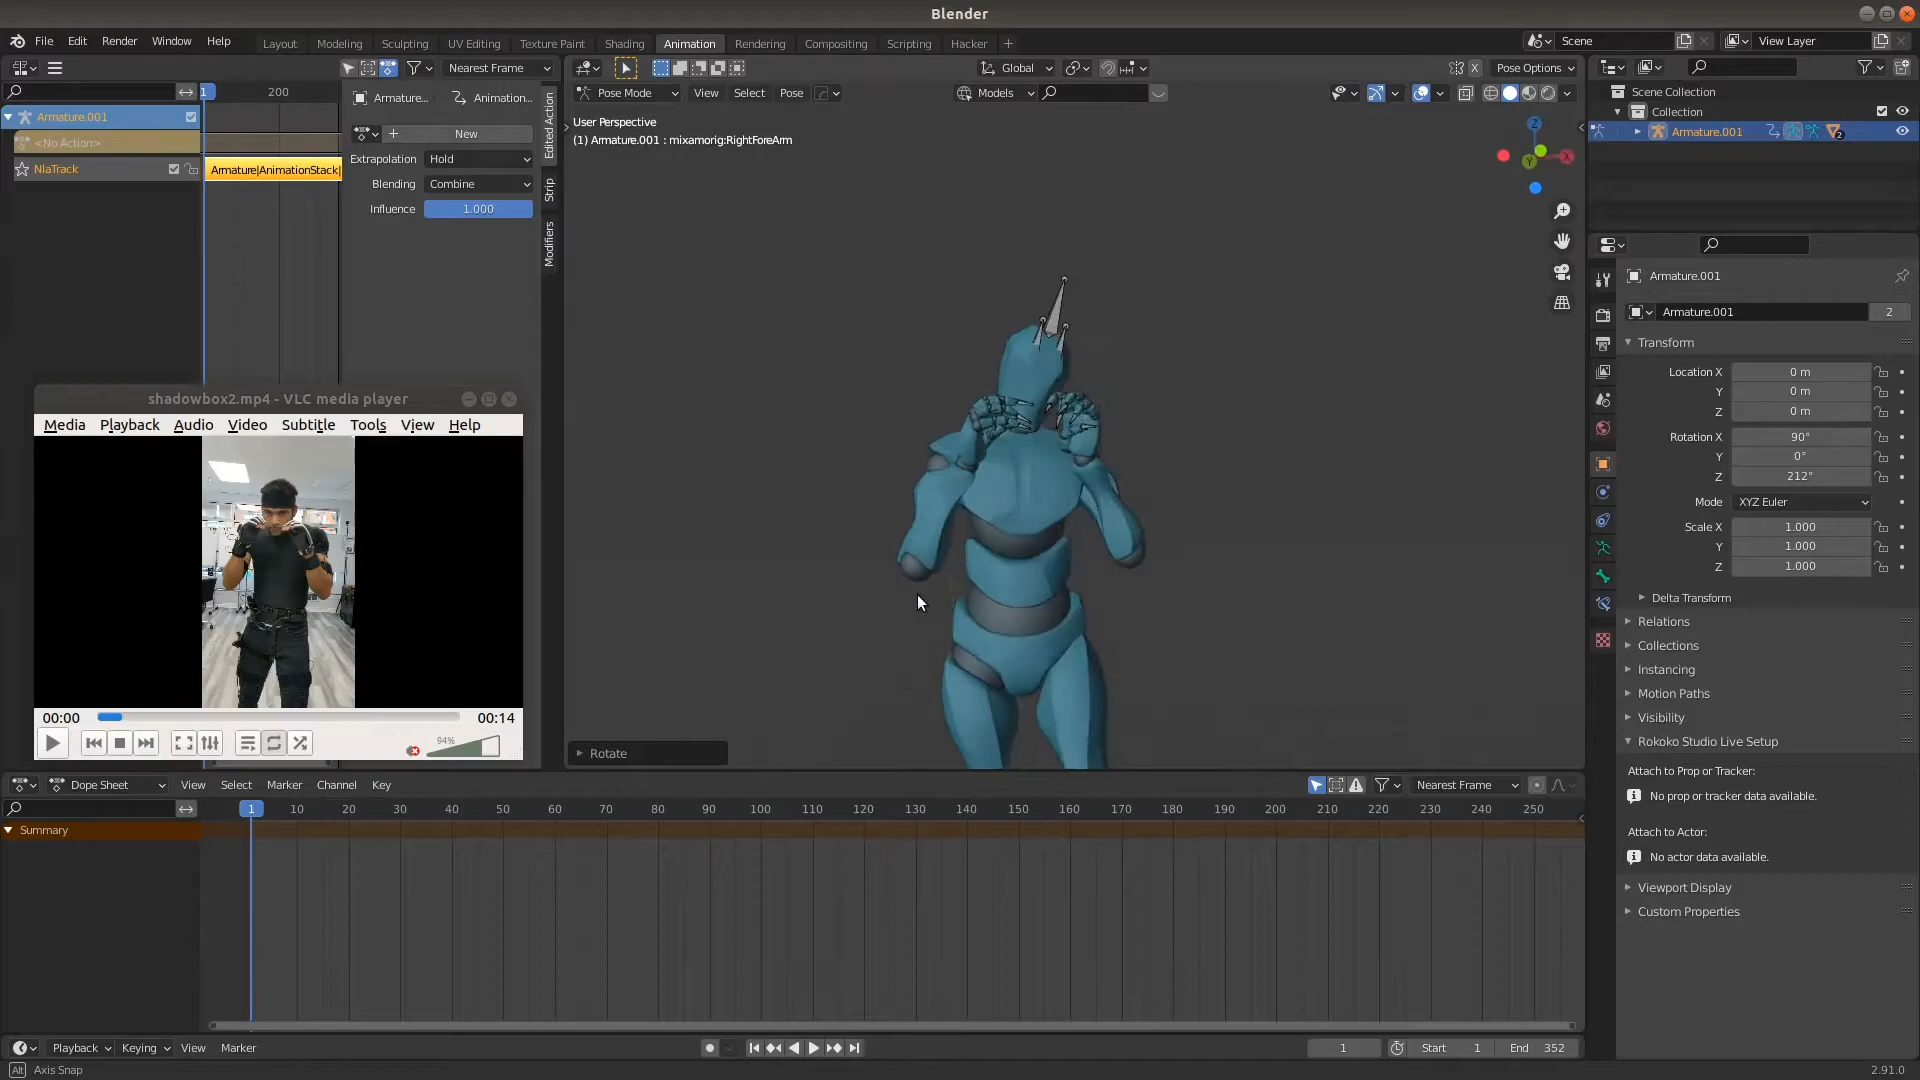 Blender
File Edit Render Window Help
Layout Modeling Sculpting UV Editing Texture Paint Shading Animation Rendering Compositing Scripting Hacker +
Scene
View Layer
Nearest Frame
Global
Pose Options
1 200
Armature... Animation...
Pose Mode View Select Pose
Models
Armature.001
<No Action>
NlaTrack
Armature|AnimationStack|
+ New
Extrapolation Hold
Blending Combine
Influence 1.000
Edited Action
Strip
Modifiers
User Perspective
(1) Armature.001 : mixamorig:RightForeArm
Z
X
Y
Scene Collection
Collection
Armature.001
2
shadowbox2.mp4 - VLC media player
Media Playback Audio Video Subtitle Tools View Help
00:00 00:14
94%
Rotate
Armature.001
Armature.001 2
Transform
Location X 0 m
Y 0 m
Z 0 m
Rotation X 90°
Y 0°
Z 212°
Mode XYZ Euler
Scale X 1.000
Y 1.000
Z 1.000
Delta Transform
Relations
Collections
Instancing
Motion Paths
Visibility
Rokoko Studio Live Setup
Attach to Prop or Tracker:
No prop or tracker data available.
Attach to Actor:
No actor data available.
Viewport Display
Custom Properties
Dope Sheet View Select Marker Channel Key
Nearest Frame
1 10 20 30 40 50 60 70 80 90 100 110 120 130 140 150 160 170 180 190 200 210 220 230 240 250
Summary
Playback Keying View Marker
1 Start 1 End 352
Alt Axis Snap
2.91.0